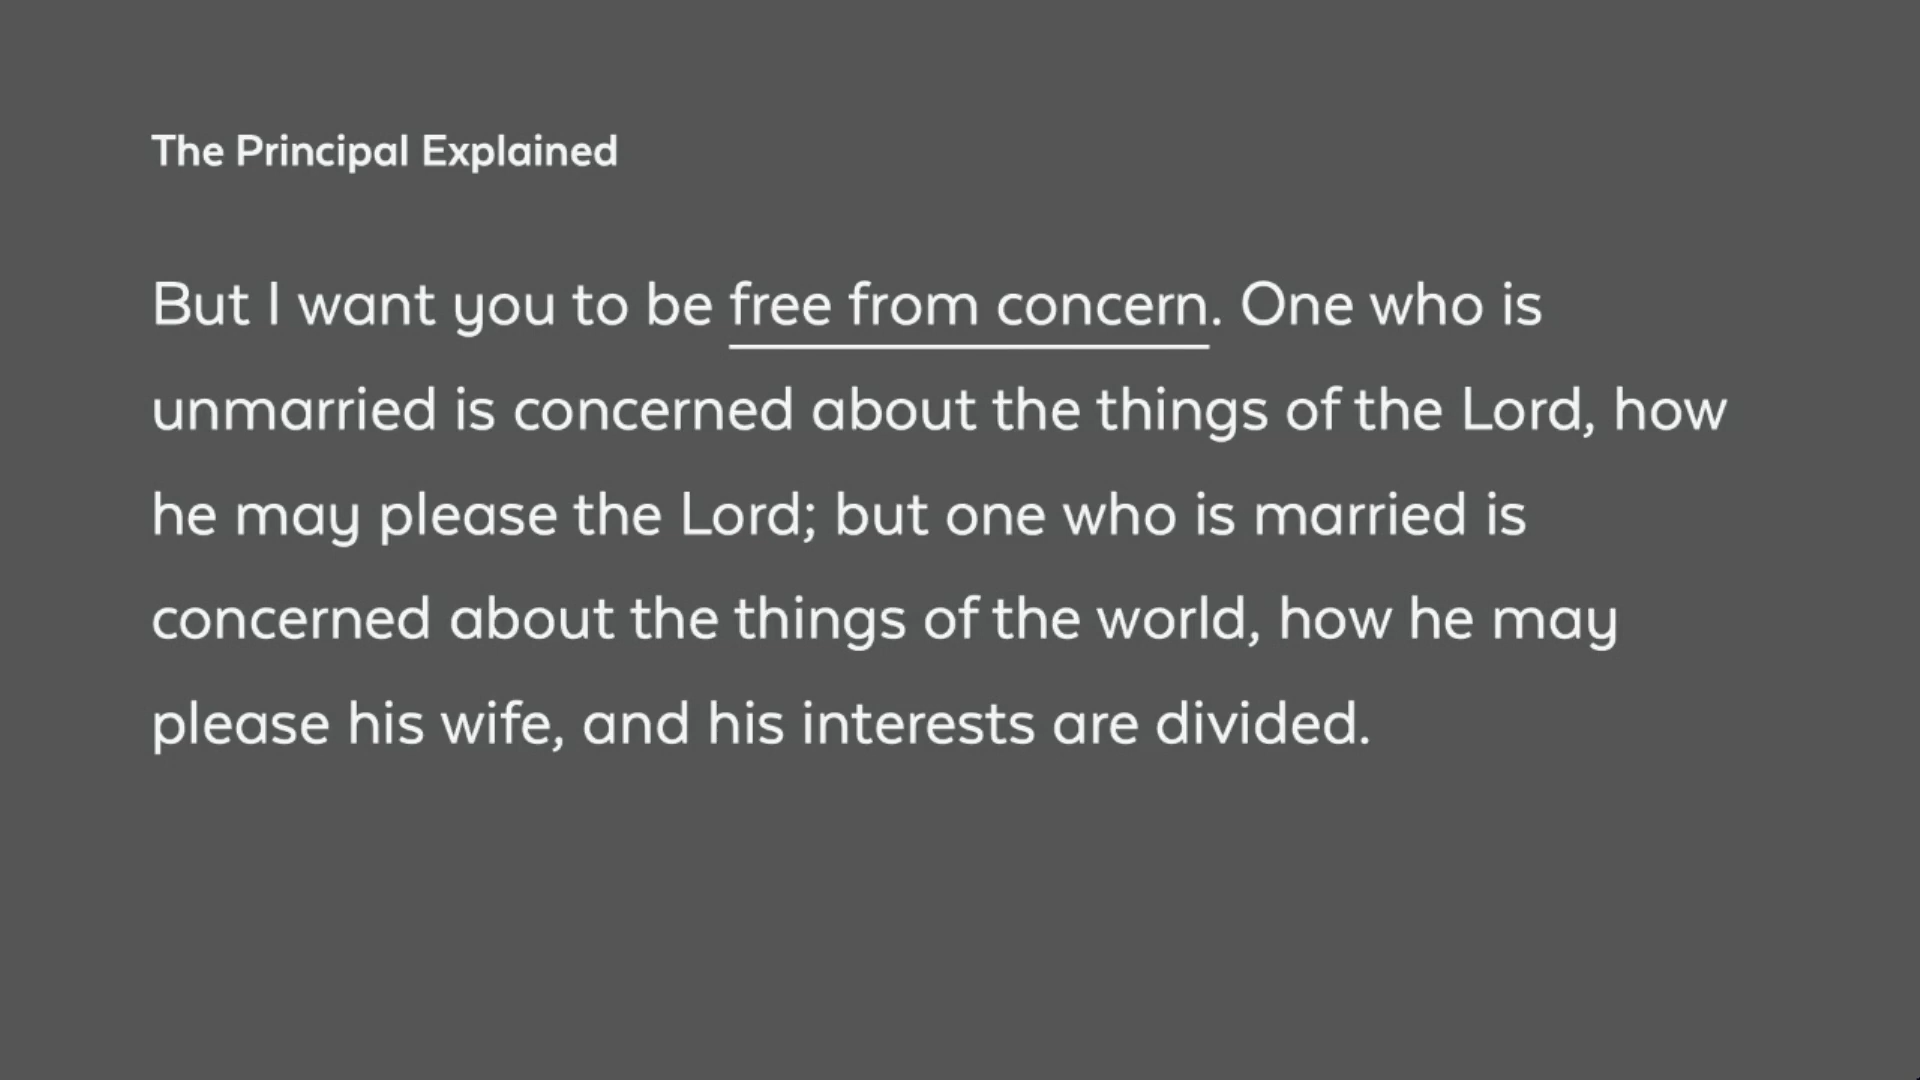 The Principal Explained
But I want you to be free from concern. One who is
unmarried is concerned about the things of the Lord, how
he may please the Lord; but one who is married is
concerned about the things of the world, how he may
please his wife, and his interests are divided.